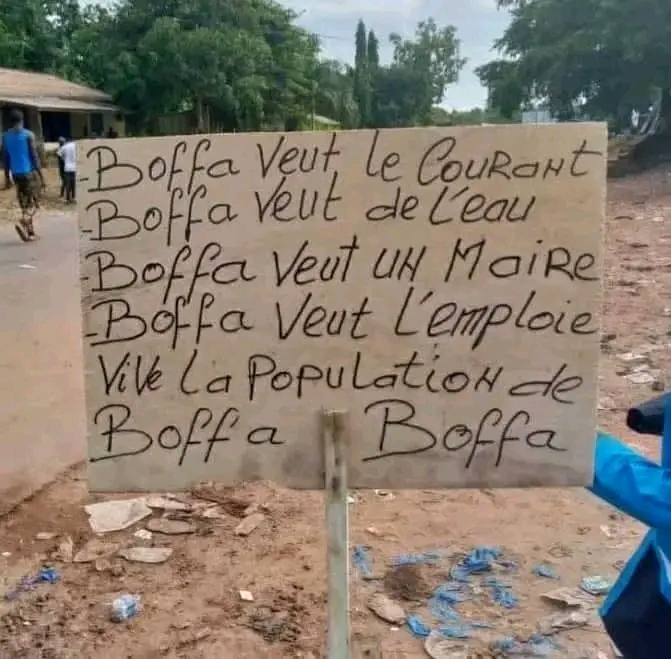 -Boffa Veut le Courant
-Boffa Veut de l'eau
-Boffa Veut un Maire
-Boffa Veut l'emploie
Vive la Population de
Boffa Boffa